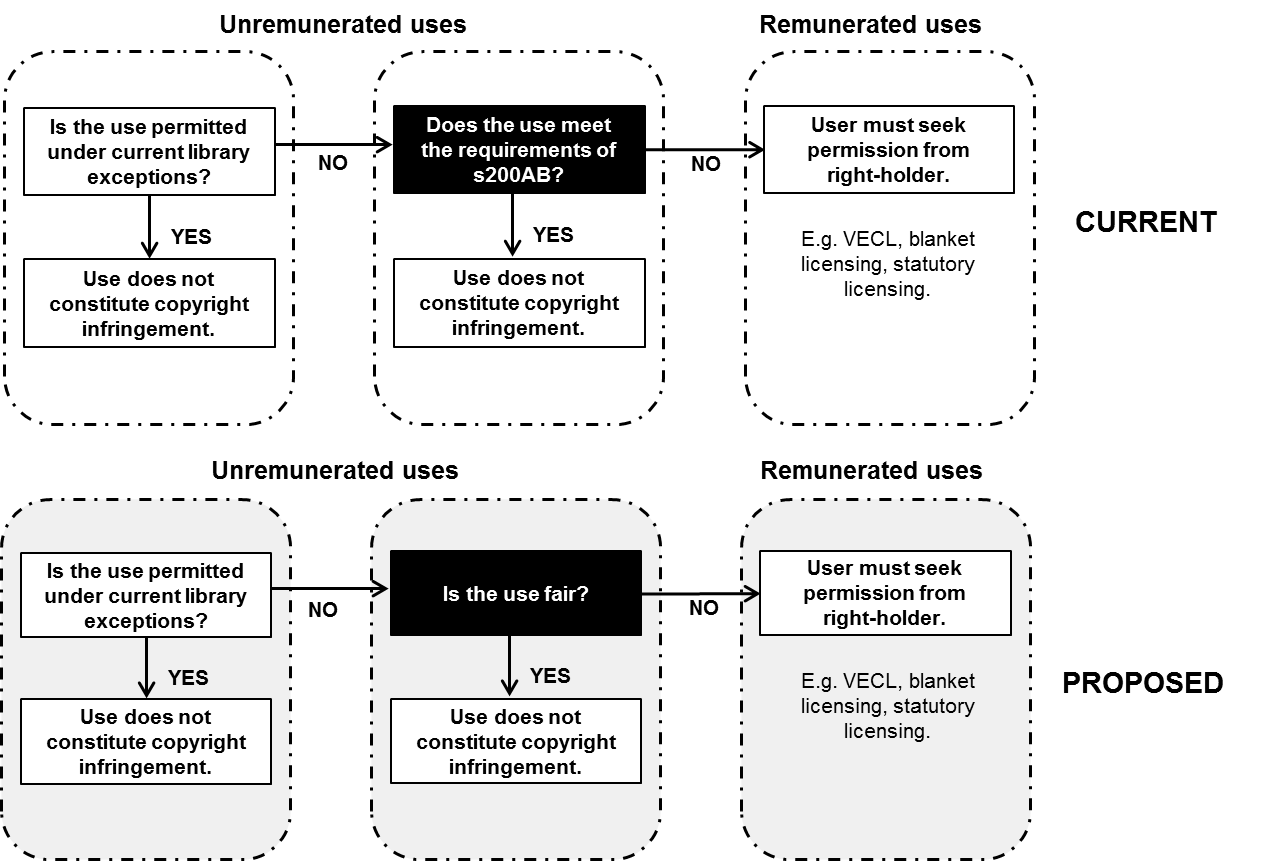 Unremunerated uses
Remunerated uses
Is the use permitted
under current library
exceptions?
NO
Does the use meet
the requirements of
s200AB?
NO
User must seek
permission from
right-holder.
YES
YES
Use does not
constitute copyright
infringement.
Use does not
constitute copyright
infringement.
E.g. VECL, blanket
licensing, statutory
licensing.
CURRENT
Unremunerated uses
Remunerated uses
Is the use permitted
under current library
exceptions?
NO
Is the use fair?
NO
User must seek
permission from
right-holder.
YES
YES
Use does not
constitute copyright
infringement.
Use does not
constitute copyright
infringement.
E.g. VECL, blanket
licensing, statutory
licensing.
PROPOSED